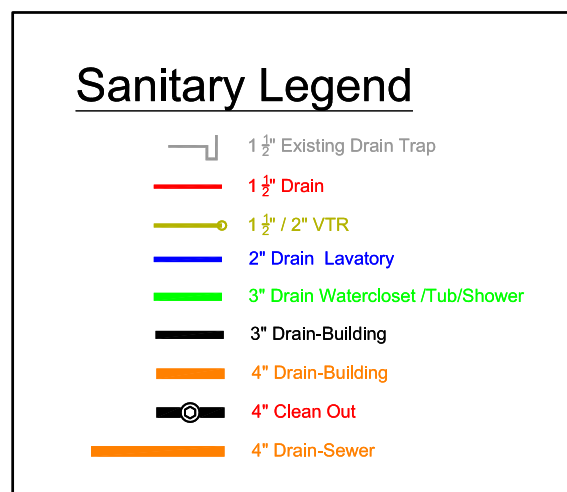 Sanitary Legend
1 1/2" Existing Drain Trap
1 1/2" Drain
1 1/2" / 2" VTR
2" Drain Lavatory
3" Drain Watercloset /Tub/Shower
3" Drain-Building
4" Drain-Building
4" Clean Out
4" Drain-Sewer